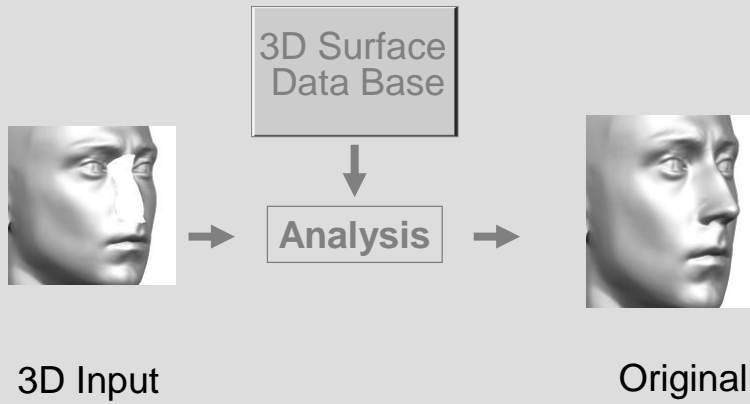 3D Surface
Data Base
Analysis
3D Input
Original